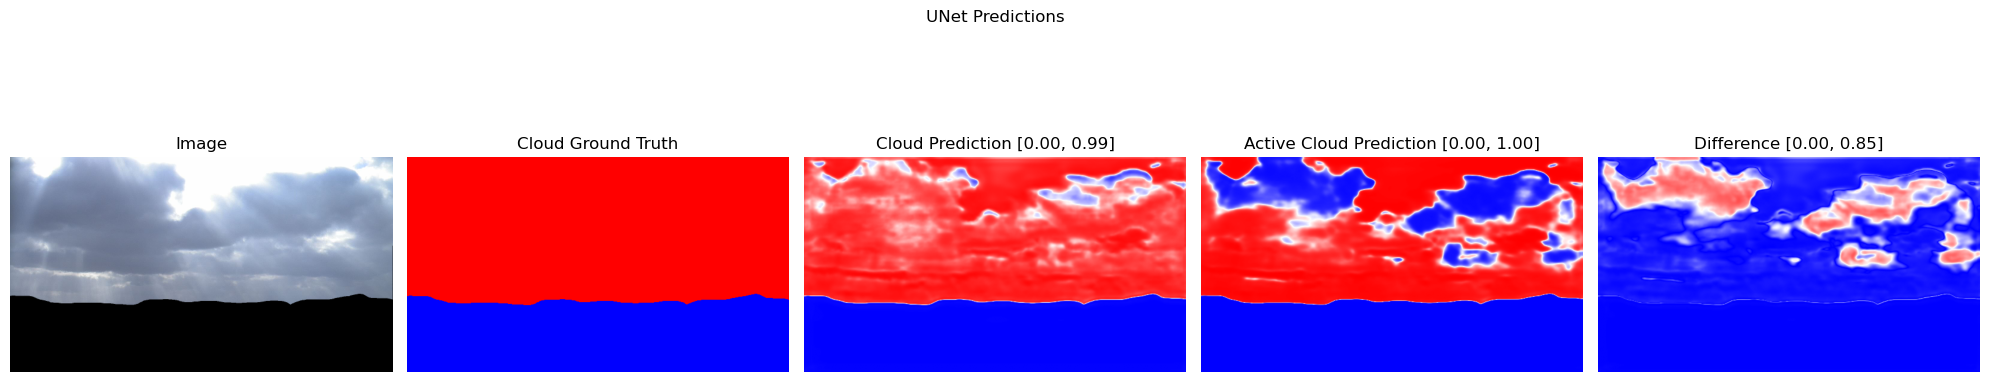 UNet Predictions
Image
Cloud Ground Truth
Cloud Prediction [0.00, 0.99]
Active Cloud Prediction [0.00, 1.00]
Difference [0.00, 0.85]